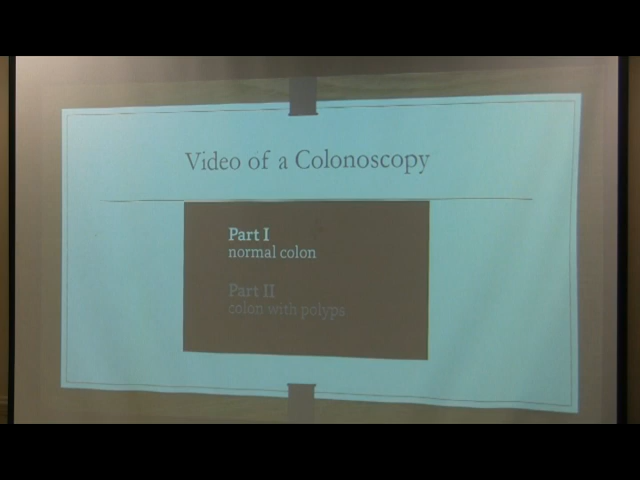 Video of a Colonoscopy
Part I
normal colon
Part II
colon with polyps